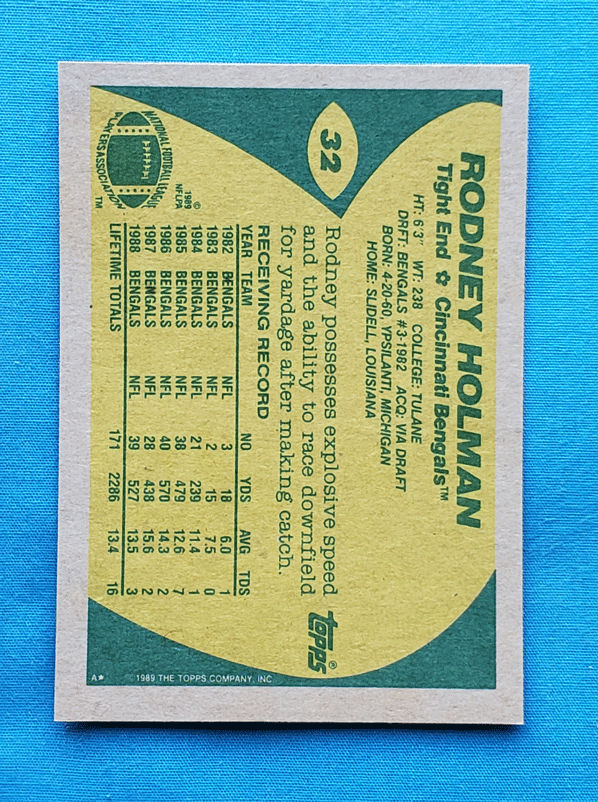 32
RODNEY HOLMAN
Tight End ✩ Cincinnati Bengals™
HT: 6'3" WT: 238 COLLEGE: TULANE
DRFT: BENGALS #3-1982 ACQ: VIA DRAFT
BORN: 4-20-60, YPSILANTI, MICHIGAN
HOME: SLIDELL, LOUISIANA
Rodney possesses explosive speed
and the ability to race downfield
for yardage after making catch.
topps®
RECEIVING RECORD
YEAR TEAM NO YDS AVG TDS
1982 BENGALS NFL 3 18 6.0 1
1983 BENGALS NFL 2 15 7.5 0
1984 BENGALS NFL 21 239 11.4 1
1985 BENGALS NFL 38 479 12.6 7
1986 BENGALS NFL 40 570 14.3 2
1987 BENGALS NFL 28 438 15.6 2
1988 BENGALS NFL 39 527 13.5 3
LIFETIME TOTALS 171 2286 13.4 16
NATIONAL FOOTBALL LEAGUE
PLAYERS ASSOCIATION
™
©
1989
NFLPA
A* ©1989 THE TOPPS COMPANY, INC